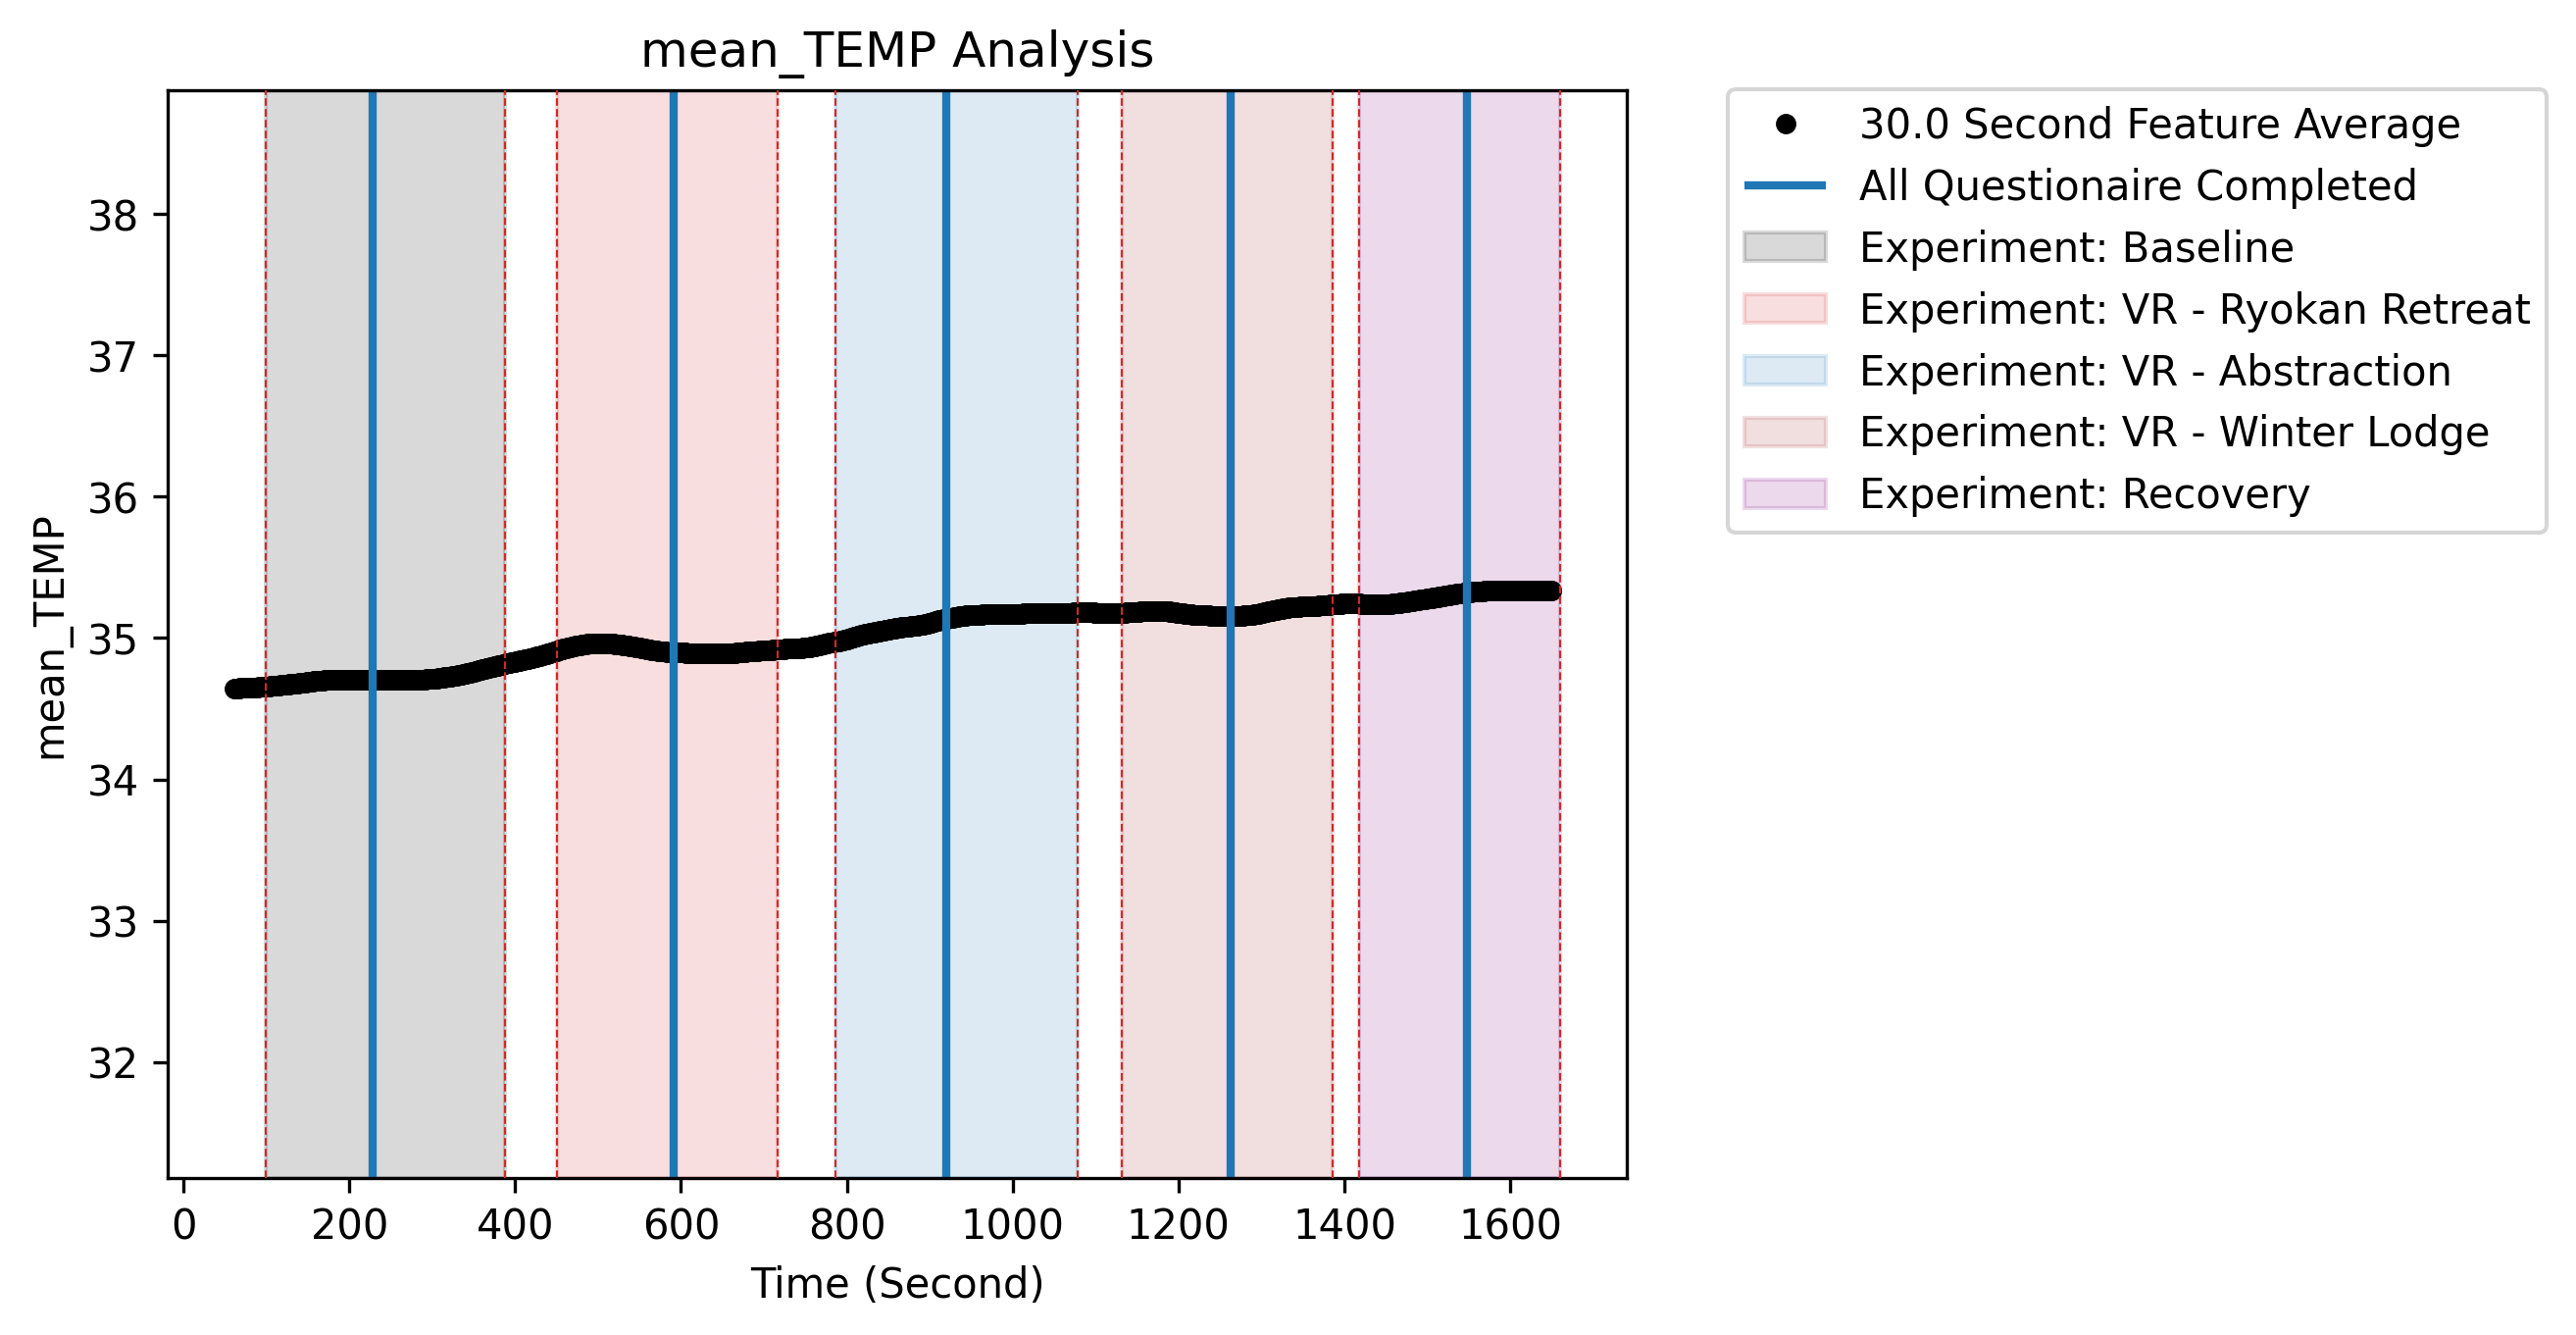 mean_TEMP Analysis
30.0 Second Feature Average
All Questionaire Completed
Experiment: Baseline
Experiment: VR - Ryokan Retreat
Experiment: VR - Abstraction
Experiment: VR - Winter Lodge
Experiment: Recovery
mean_TEMP
38
37
36
35
34
33
32
0 200 400 600 800 1000 1200 1400 1600
Time (Second)